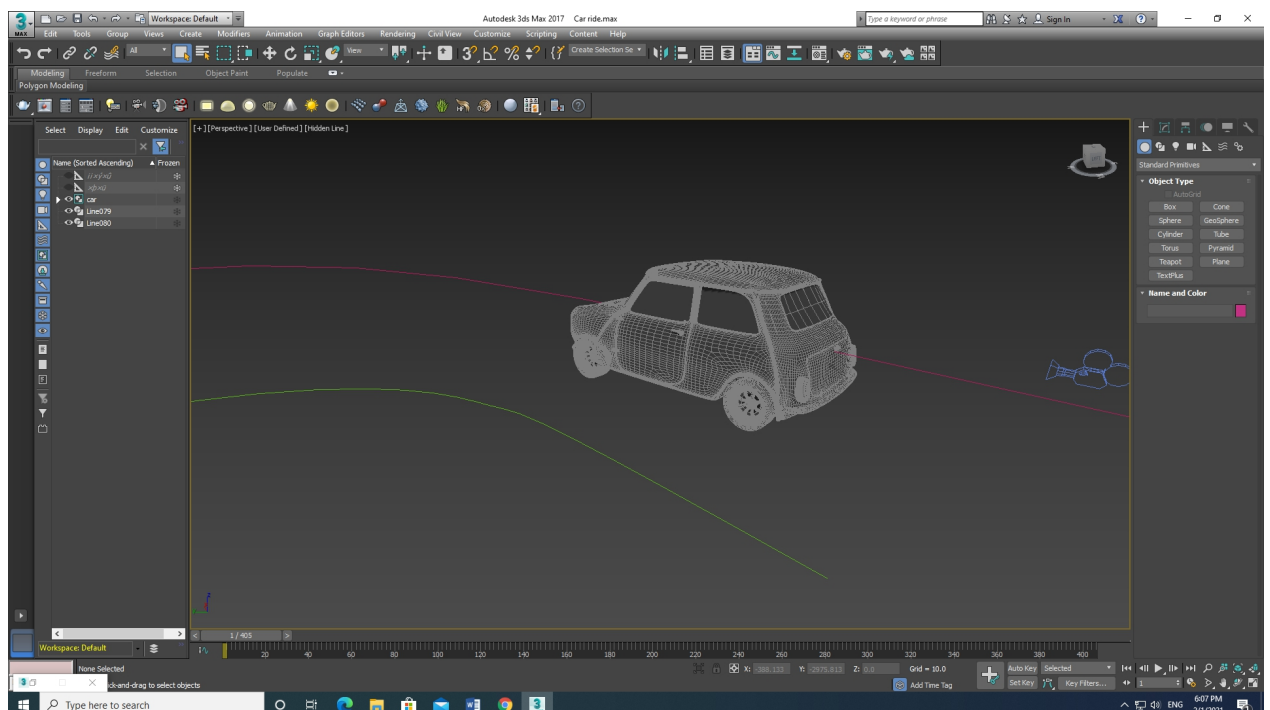 3
MAX
Workspace: Default
Autodesk 3ds Max 2017 Car ride.max
Type a keyword or phrase
Sign In
Edit Tools Group Views Create Modifiers Animation Graph Editors Rendering Civil View Customize Scripting Content Help
All
View
Create Selection Se
Modeling Freeform Selection Object Paint Populate
Polygon Modeling
Select Display Edit Customize
Name (Sorted Ascending) ▲ Frozen
car
Line079
Line080
[+] [Perspective ] [User Defined ] [Hidden Line ]
Standard Primitives
Object Type
AutoGrid
Box Cone
Sphere GeoSphere
Cylinder Tube
Torus Pyramid
Teapot Plane
TextPlus
Name and Color
1 / 405
Workspace: Default
20 40 60 80 100 120 140 160 180 200 220 240 260 280 300 320 340 360 380 400
None Selected
X: -388.133 Y: -2975.813 Z: 0.0 Grid = 10.0
Auto Key Selected
ick-and-drag to select objects
Add Time Tag
Set Key Key Filters...
1
Type here to search
ENG
6:07 PM
2/1/2021